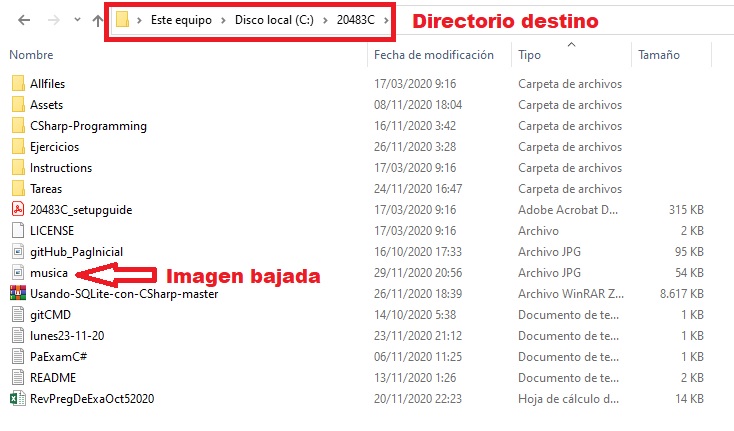 Este equipo > Disco local (C:) > 20483C > Directorio destino
Nombre Fecha de modificación Tipo Tamaño
Allfiles 17/03/2020 9:16 Carpeta de archivos
Assets 08/11/2020 18:04 Carpeta de archivos
CSharp-Programming 16/11/2020 3:42 Carpeta de archivos
Ejercicios 26/11/2020 3:28 Carpeta de archivos
Instructions 17/03/2020 9:16 Carpeta de archivos
Tareas 24/11/2020 16:47 Carpeta de archivos
20483C_setupguide 17/03/2020 9:16 Adobe Acrobat D... 315 KB
LICENSE 17/03/2020 9:16 Archivo 2 KB
gitHub_PagInicial 16/10/2020 17:33 Archivo JPG 95 KB
musica Imagen bajada 29/11/2020 20:56 Archivo JPG 54 KB
Usando-SQLite-con-CSharp-master 26/11/2020 18:39 Archivo WinRAR Z... 8.617 KB
gitCMD 14/10/2020 5:38 Documento de te... 1 KB
lunes23-11-20 23/11/2020 21:12 Documento de te... 1 KB
PaExamC# 06/11/2020 11:25 Documento de te... 1 KB
README 13/11/2020 1:26 Documento de te... 2 KB
RevPregDeExaOct52020 20/11/2020 22:23 Hoja de cálculo d... 14 KB